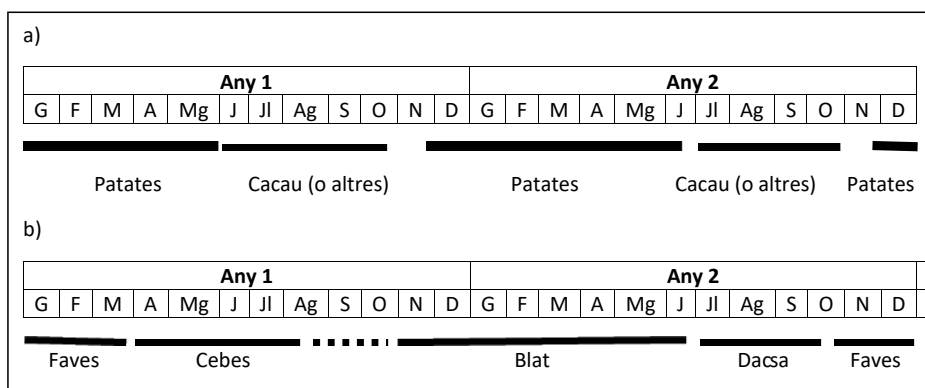 a)
Any 1 Any 2
G F M A Mg J Jl Ag S O N D G F M A Mg J Jl Ag S O N D
Patates Cacau (o altres) Patates Cacau (o altres) Patates
b)
Any 1 Any 2
G F M A Mg J Jl Ag S O N D G F M A Mg J Jl Ag S O N D
Faves Cebes Blat Dacsa Faves